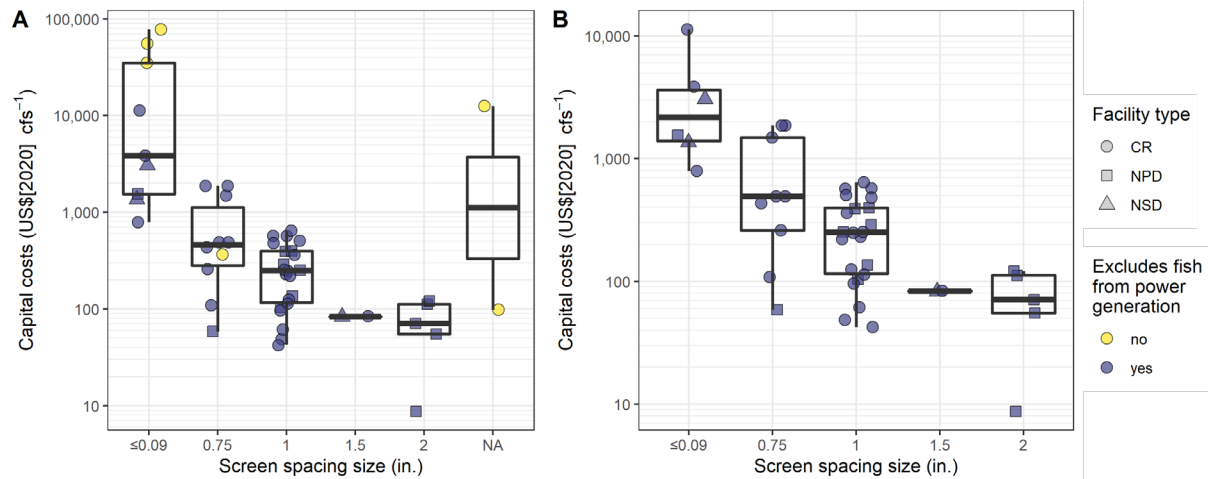 A
Capital costs (US$[2020] cfs⁻¹)
100,000
10,000
1,000
100
10
≤0.09
0.75
1
1.5
2
NA
Screen spacing size (in.)
B
Capital costs (US$[2020] cfs⁻¹)
10,000
1,000
100
10
≤0.09
0.75
1
1.5
2
Screen spacing size (in.)
Facility type
CR
NPD
NSD
Excludes fish
from power
generation
no
yes